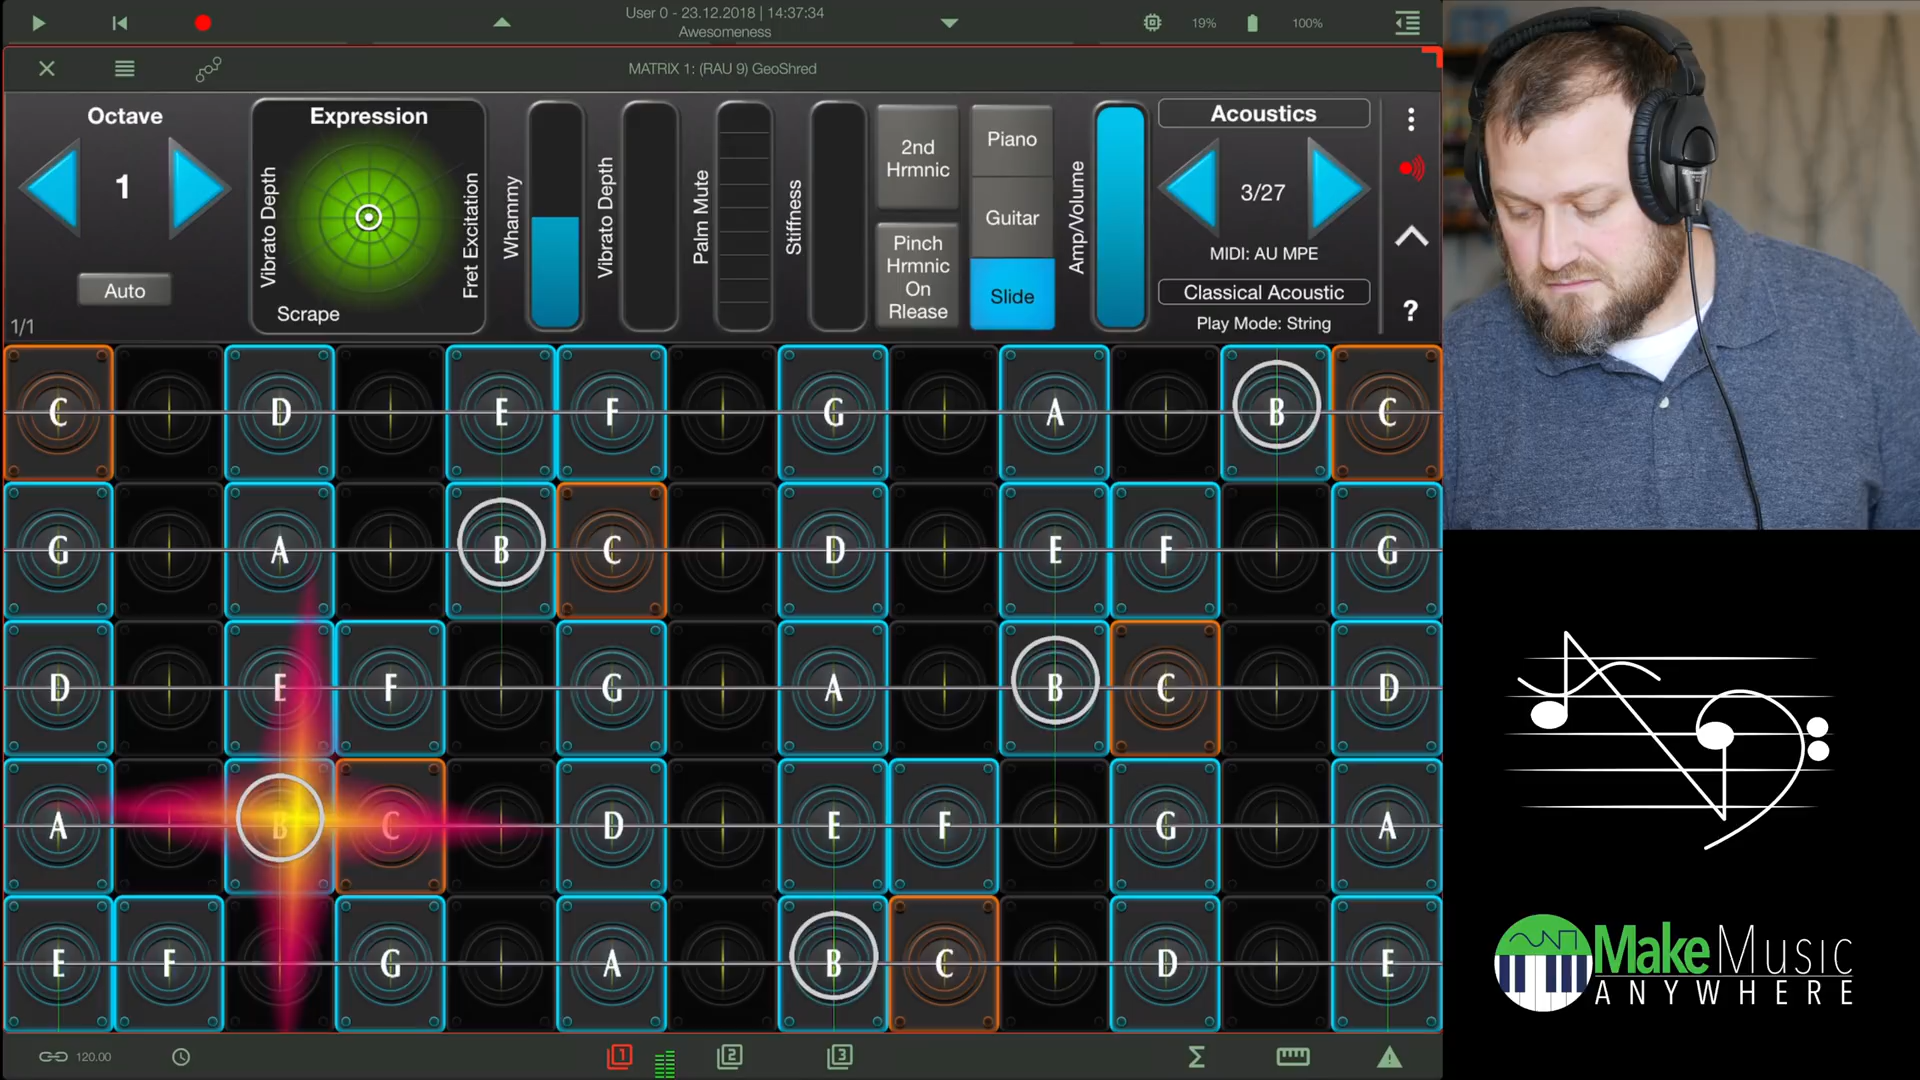 User 0 - 23.12.2018 | 14:37:34
Awesomeness
19%
100%
MATRIX 1: (RAU 9) GeoShred
Octave
1
Auto
1/1
Expression
Vibrato Depth
Fret Excitation
Scrape
Whammy
Vibrato Depth
Palm Mute
Stiffness
2nd
Hrmnic
Pinch
Hrmnic
On
Rlease
Piano
Guitar
Slide
Amp/Volume
Acoustics
3/27
MIDI: AU MPE
Classical Acoustic
Play Mode: String
?
C D E F G A B C
G A B C D E F G
D E F G A B C D
A B C D E F G A
E F G A B C D E
120.00
1
2
3
Σ
Make Music
ANYWHERE